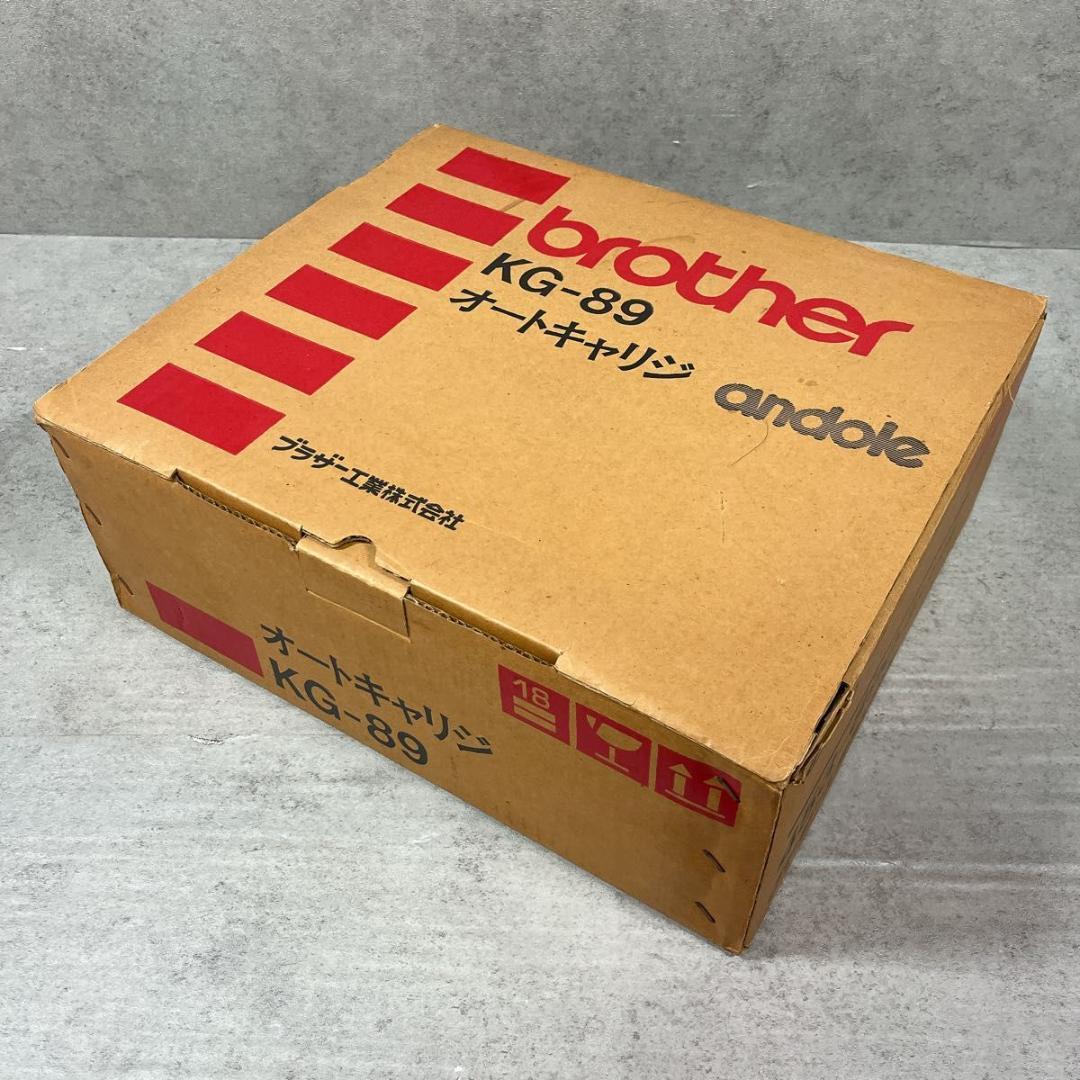 brother
KG-89
オートキャリジ
andole
ブラザー工業株式会社
オートキャリジ
KG-89
18